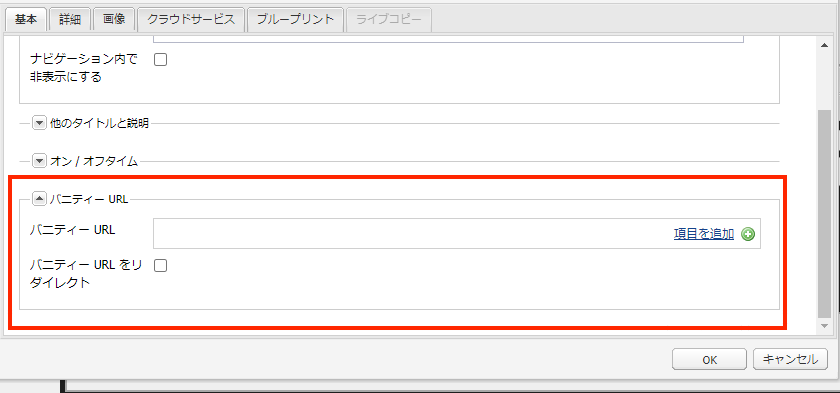 基本 詳細 画像 クラウドサービス ブループリント ライブコピー
ナビゲーション内で
非表示にする
他のタイトルと説明
オン / オフタイム
バニティー URL
バニティー URL 項目を追加
バニティー URL をリ
ダイレクト
OK キャンセル